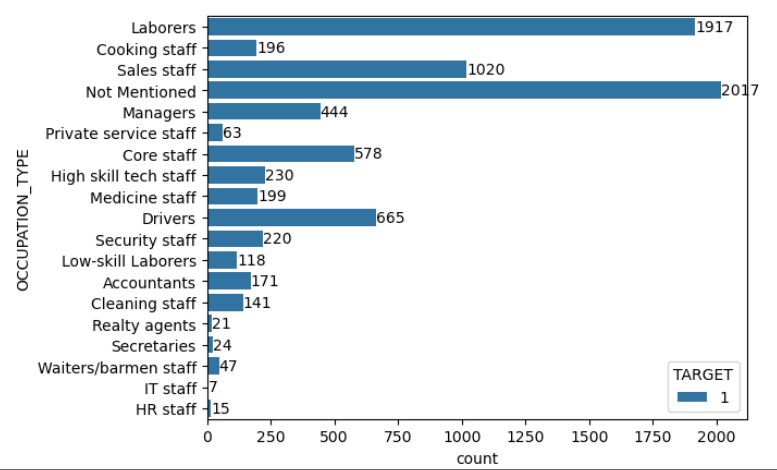 OCCUPATION_TYPE
Laborers 1917
Cooking staff 196
Sales staff 1020
Not Mentioned 2017
Managers 444
Private service staff 63
Core staff 578
High skill tech staff 230
Medicine staff 199
Drivers 665
Security staff 220
Low-skill Laborers 118
Accountants 171
Cleaning staff 141
Realty agents 21
Secretaries 24
Waiters/barmen staff 47
IT staff 7
HR staff 15
TARGET
1
0 250 500 750 1000 1250 1500 1750 2000
count